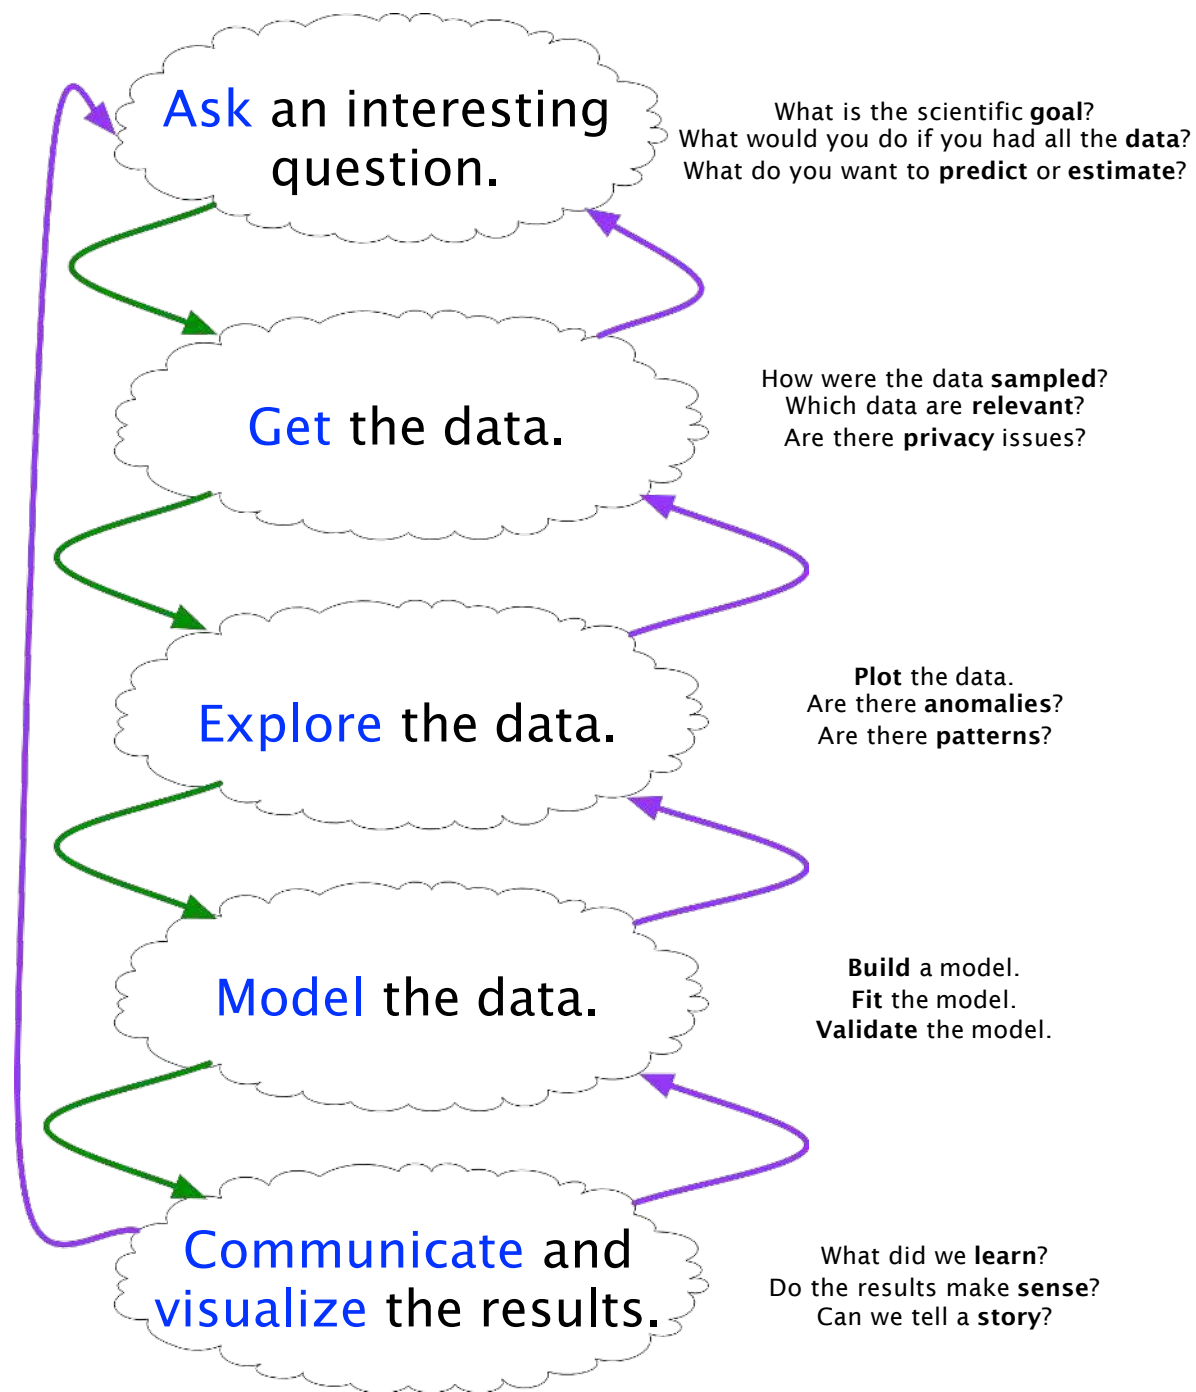 Ask an interesting
question.
What is the scientific goal?
What would you do if you had all the data?
What do you want to predict or estimate?
Get the data.
How were the data sampled?
Which data are relevant?
Are there privacy issues?
Explore the data.
Plot the data.
Are there anomalies?
Are there patterns?
Model the data.
Build a model.
Fit the model.
Validate the model.
Communicate and
visualize the results.
What did we learn?
Do the results make sense?
Can we tell a story?